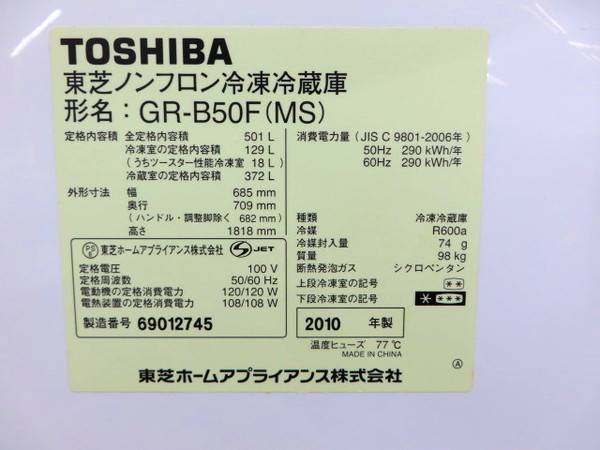 TOSHIBA
東芝ノンフロン冷凍冷蔵庫
形名：GR-B50F(MS)
定格内容積 全定格内容積 501 L
冷凍室の定格内容積 129 L
(うちツースター性能冷凍室 18 L)
冷蔵室の定格内容積 372 L
外形寸法 幅 685 mm
奥行 709 mm
(ハンドル・調整脚除く 682 mm)
高さ 1818 mm
消費電力量 (JIS C 9801-2006年)
50Hz 290 kWh/年
60Hz 290 kWh/年
種類 冷凍冷蔵庫
冷媒 R600a
冷媒封入量 74 g
質量 98 kg
断熱発泡ガス シクロペンタン
上段冷凍室の記号 **
下段冷凍室の記号 * ***
PSE 東芝ホームアプライアンス株式会社 S JET
定格電圧 100 V
定格周波数 50/60 Hz
電動機の定格消費電力 120/120 W
電熱装置の定格消費電力 108/108 W
製造番号 69012745
2010 年製
温度ヒューズ 77℃
MADE IN CHINA
Ⓐ
東芝ホームアプライアンス株式会社